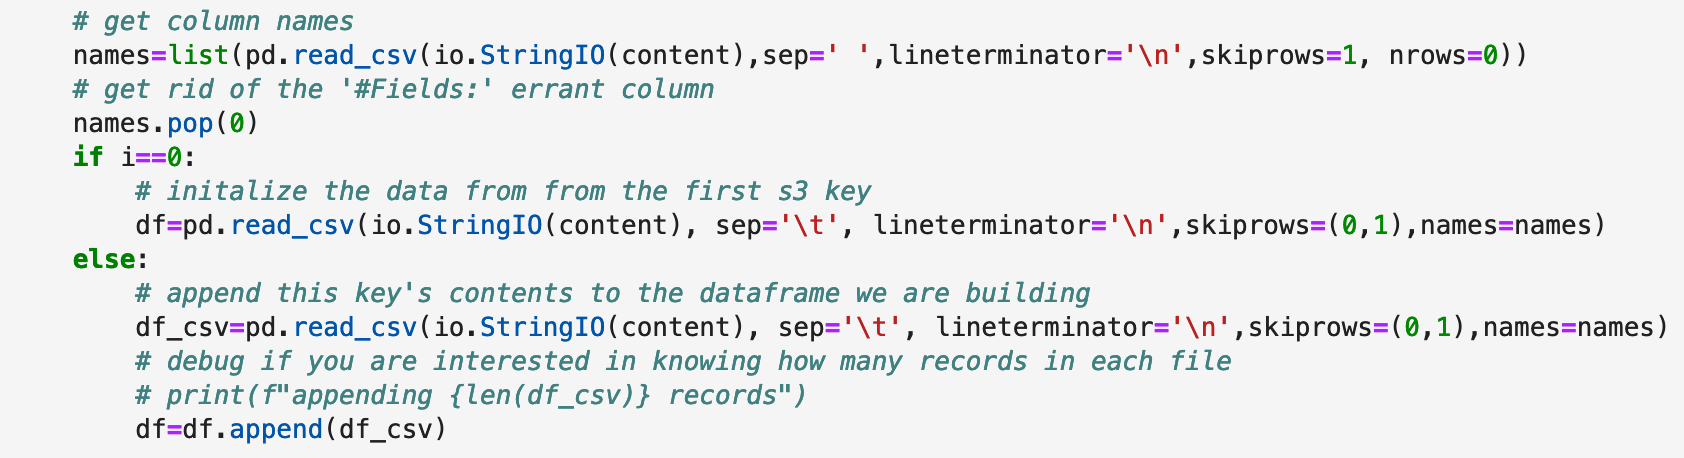 # get column names
names=list(pd.read_csv(io.StringIO(content),sep=' ',lineterminator='\n',skiprows=1, nrows=0))
# get rid of the '#Fields:' errant column
names.pop(0)
if i==0:
    # initalize the data from from the first s3 key
    df=pd.read_csv(io.StringIO(content), sep='\t', lineterminator='\n',skiprows=(0,1),names=names)
else:
    # append this key's contents to the dataframe we are building
    df_csv=pd.read_csv(io.StringIO(content), sep='\t', lineterminator='\n',skiprows=(0,1),names=names)
    # debug if you are interested in knowing how many records in each file
    # print(f"appending {len(df_csv)} records")
    df=df.append(df_csv)